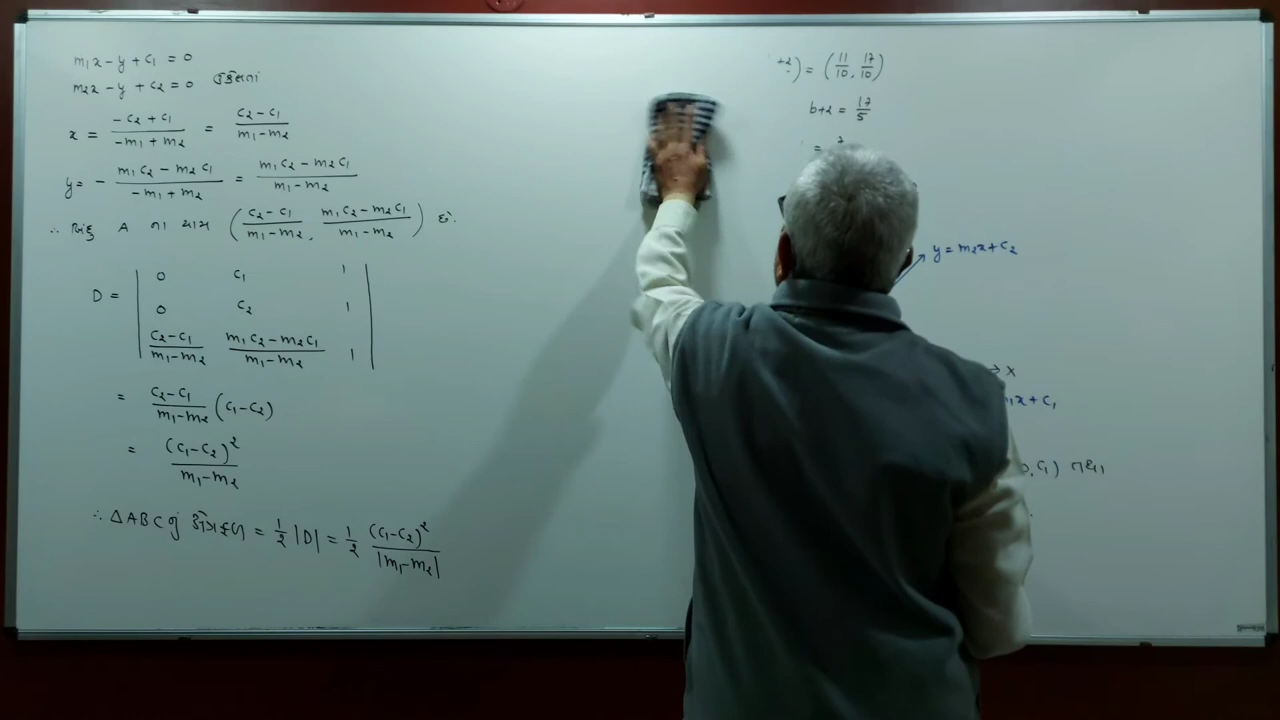 m₁x − y + c₁ = 0
m₂x − y + c₂ = 0 ઉકેલતાં
x = (−c₂ + c₁)/(−m₁ + m₂) = (c₂ − c₁)/(m₁ − m₂)
y = − (m₁c₂ − m₂c₁)/(−m₁ + m₂) = (m₁c₂ − m₂c₁)/(m₁ − m₂)
∴ બિંદુ A ના યામ ((c₂ − c₁)/(m₁ − m₂), (m₁c₂ − m₂c₁)/(m₁ − m₂)) છે.
D = | 0 c₁ 1
0 c₂ 1
(c₂ − c₁)/(m₁ − m₂) (m₁c₂ − m₂c₁)/(m₁ − m₂) 1 |
= (c₂ − c₁)/(m₁ − m₂) (c₁ − c₂)
= (c₁ − c₂)²/(m₁ − m₂)
∴ ΔABC નું ક્ષેત્રફળ = 1/2 |D| = 1/2 (c₁ − c₂)²/|m₁ − m₂|
+2) = (11/10, 17/10)
b+2 = 17/5
=
y = m₂x + c₂
→ X
x + c₁
0, c₁) તથા